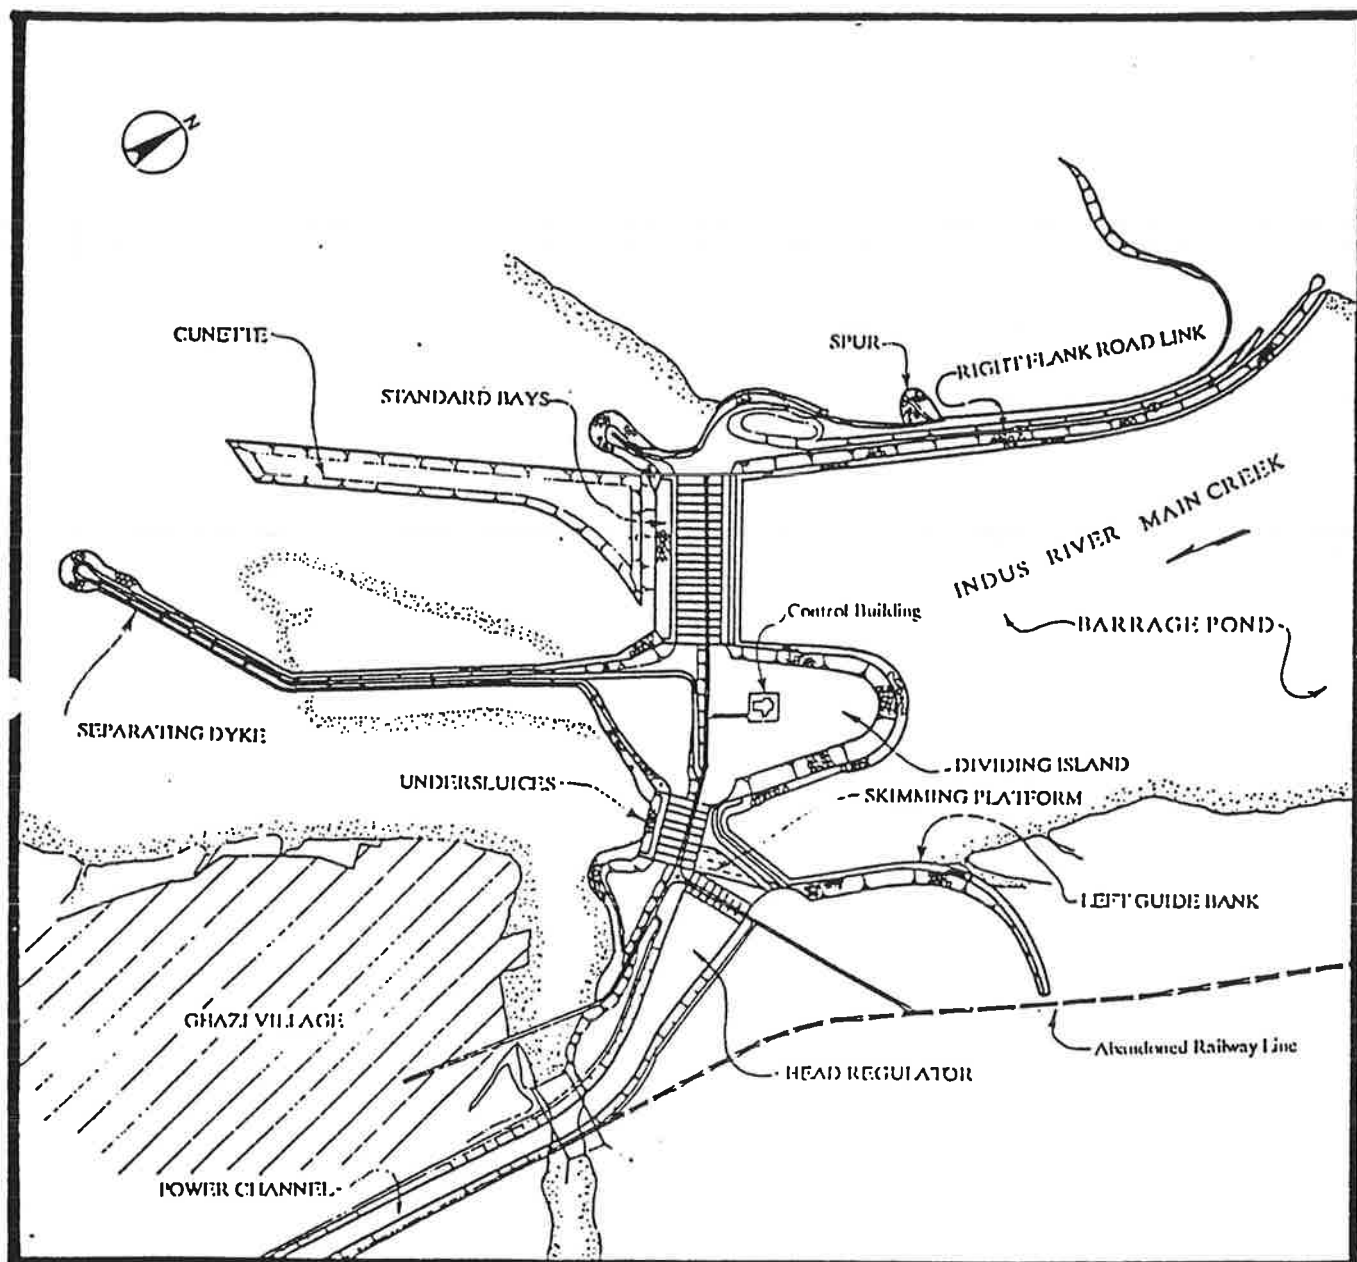 N
CUNETTE
SPUR
RIGHT FLANK ROAD LINK
STANDARD BAYS
INDUS RIVER MAIN CREEK
Control Building
BARRAGE POND
SEPARATING DYKE
DIVIDING ISLAND
UNDERSLUICES
SKIMMING PLATFORM
LEFT GUIDE BANK
GHAZI VILLAGE
Abandoned Railway Line
HEAD REGULATOR
POWER CHANNEL